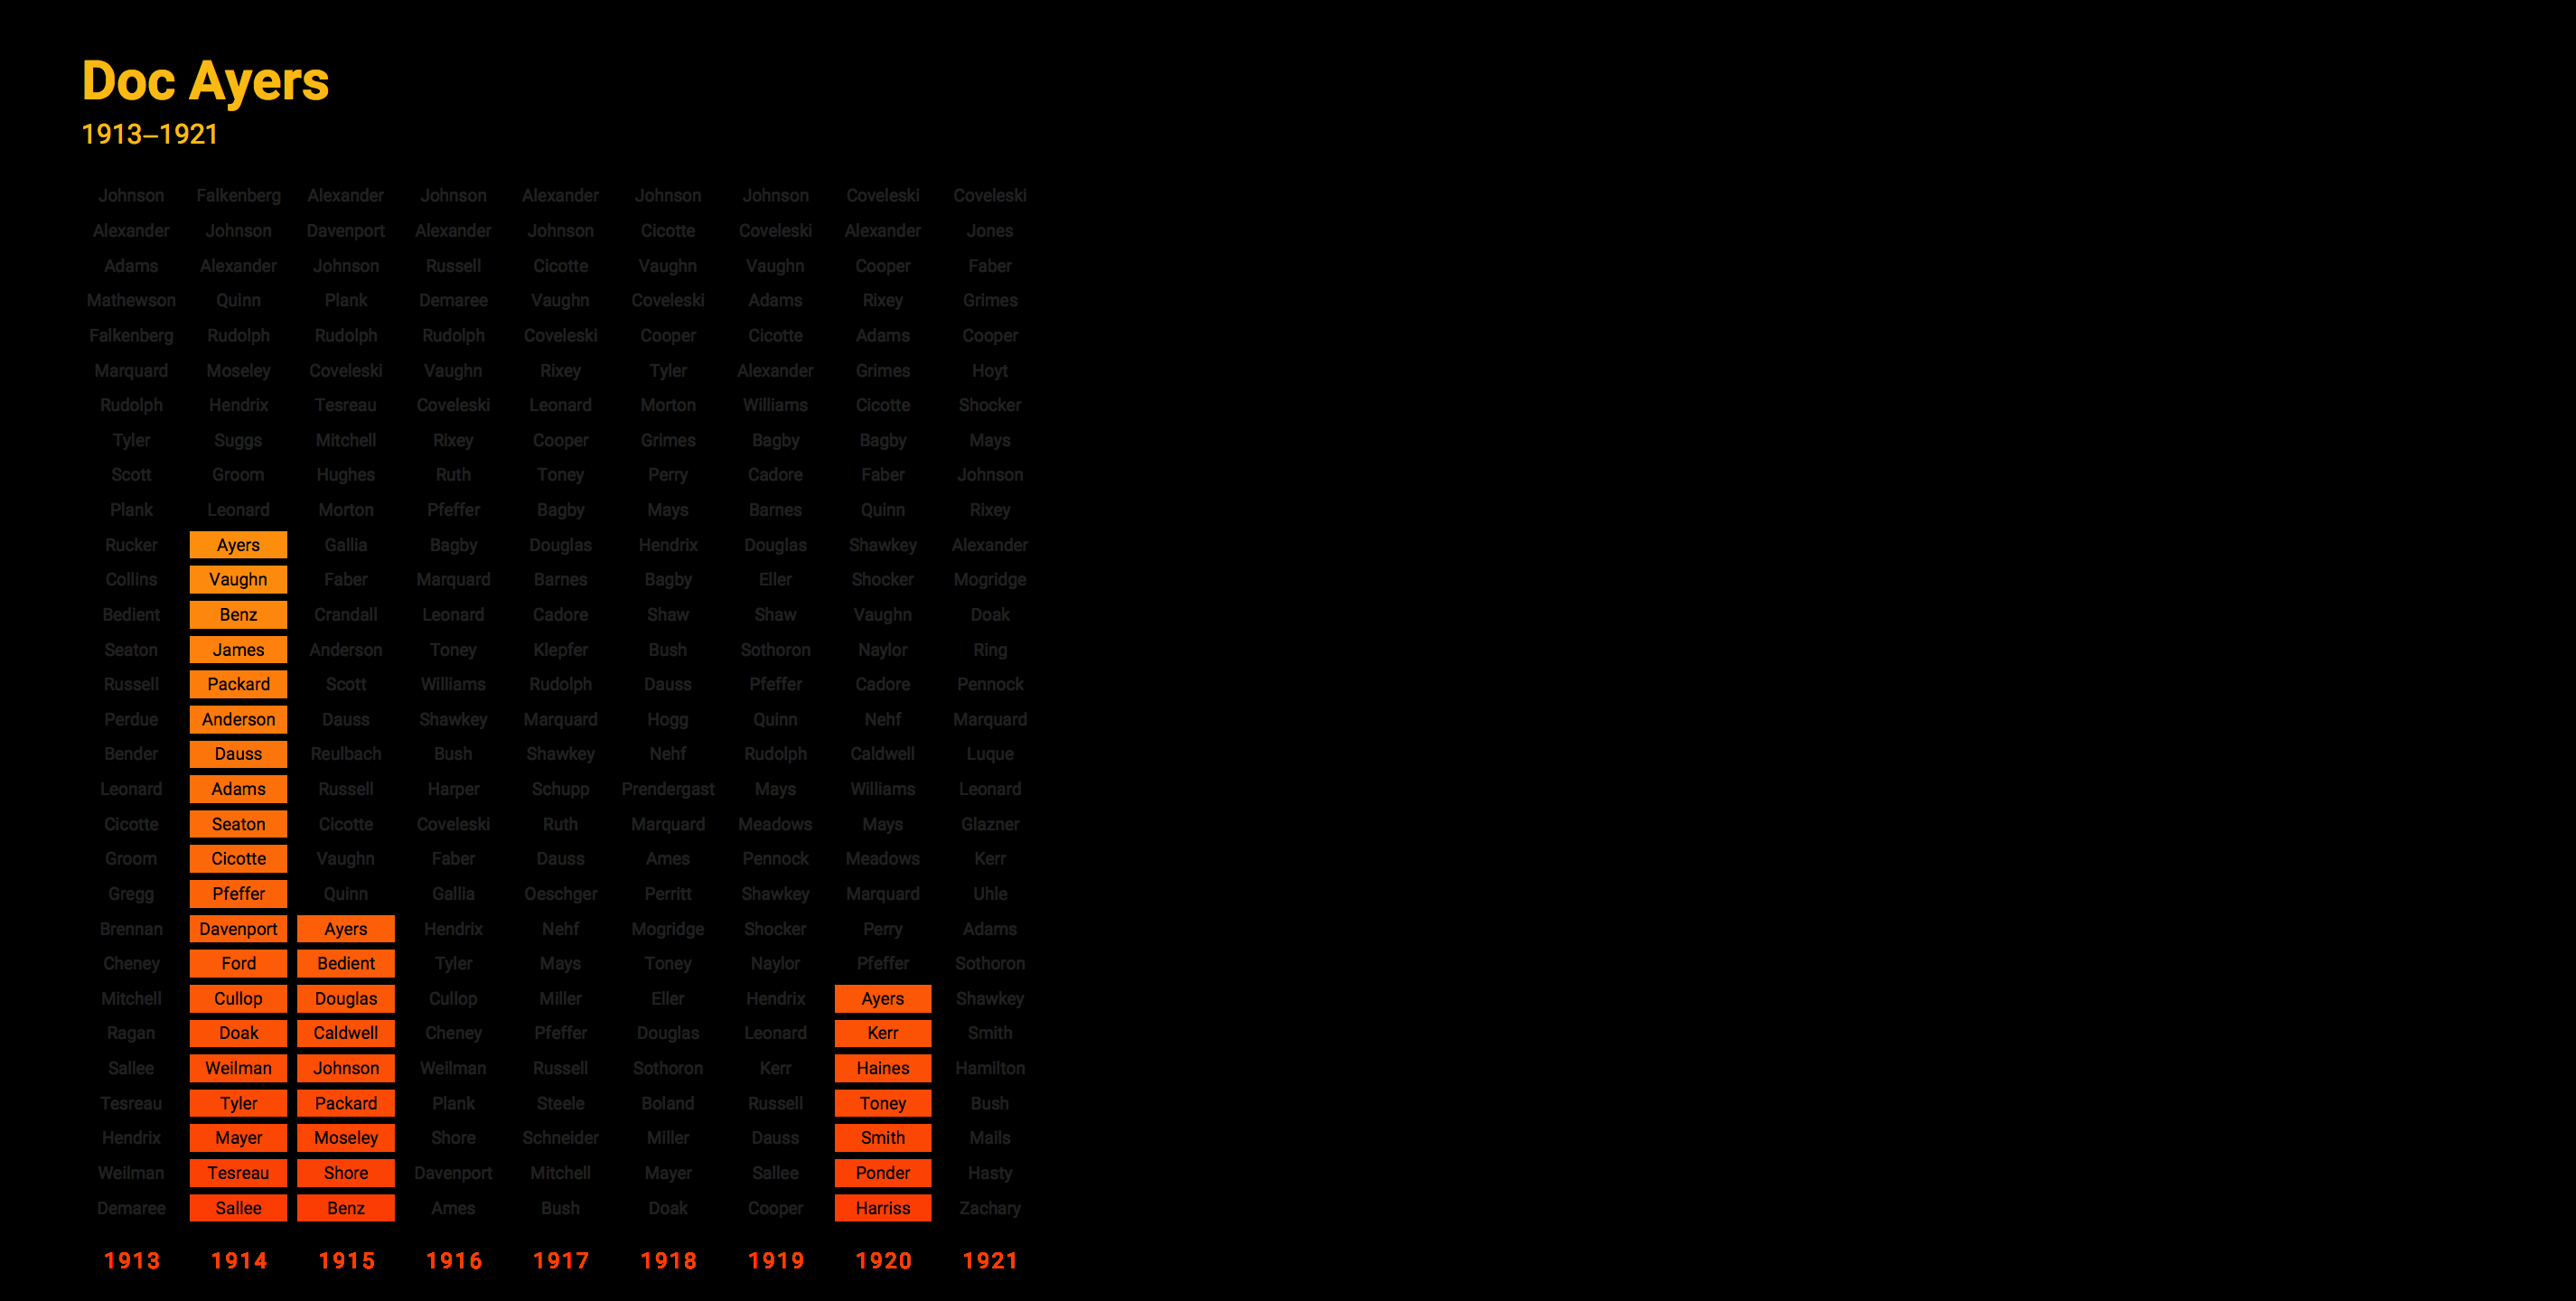 Doc Ayers
1913–1921
Johnson Falkenberg Alexander Johnson Alexander Johnson Johnson Coveleski Coveleski
Alexander Johnson Davenport Alexander Johnson Cicotte Coveleski Alexander Jones
Adams Alexander Johnson Russell Cicotte Vaughn Vaughn Cooper Faber
Mathewson Quinn Plank Demaree Vaughn Coveleski Adams Rixey Grimes
Falkenberg Rudolph Rudolph Rudolph Coveleski Cooper Cicotte Adams Cooper
Marquard Moseley Coveleski Vaughn Rixey Tyler Alexander Grimes Hoyt
Rudolph Hendrix Tesreau Coveleski Leonard Morton Williams Cicotte Shocker
Tyler Suggs Mitchell Rixey Cooper Grimes Bagby Bagby Mays
Scott Groom Hughes Ruth Toney Perry Cadore Faber Johnson
Plank Leonard Morton Pfeffer Bagby Mays Barnes Quinn Rixey
Rucker Ayers Gallia Bagby Douglas Hendrix Douglas Shawkey Alexander
Collins Vaughn Faber Marquard Barnes Bagby Eller Shocker Mogridge
Bedient Benz Crandall Leonard Cadore Shaw Shaw Vaughn Doak
Seaton James Anderson Toney Klepfer Bush Sothoron Naylor Ring
Russell Packard Scott Williams Rudolph Dauss Pfeffer Cadore Pennock
Perdue Anderson Dauss Shawkey Marquard Hogg Quinn Nehf Marquard
Bender Dauss Reulbach Bush Shawkey Nehf Rudolph Caldwell Luque
Leonard Adams Russell Harper Schupp Prendergast Mays Williams Leonard
Cicotte Seaton Cicotte Coveleski Ruth Marquard Meadows Mays Glazner
Groom Cicotte Vaughn Faber Dauss Ames Pennock Meadows Kerr
Gregg Pfeffer Quinn Gallia Oeschger Perritt Shawkey Marquard Uhle
Brennan Davenport Ayers Hendrix Nehf Mogridge Shocker Perry Adams
Cheney Ford Bedient Tyler Mays Toney Naylor Pfeffer Sothoron
Mitchell Cullop Douglas Cullop Miller Eller Hendrix Ayers Shawkey
Ragan Doak Caldwell Cheney Pfeffer Douglas Leonard Kerr Smith
Sallee Weilman Johnson Weilman Russell Sothoron Kerr Haines Hamilton
Tesreau Tyler Packard Plank Steele Boland Russell Toney Bush
Hendrix Mayer Moseley Shore Schneider Miller Dauss Smith Mails
Weilman Tesreau Shore Davenport Mitchell Mayer Sallee Ponder Hasty
Demaree Sallee Benz Ames Bush Doak Cooper Harriss Zachary
1913 1914 1915 1916 1917 1918 1919 1920 1921